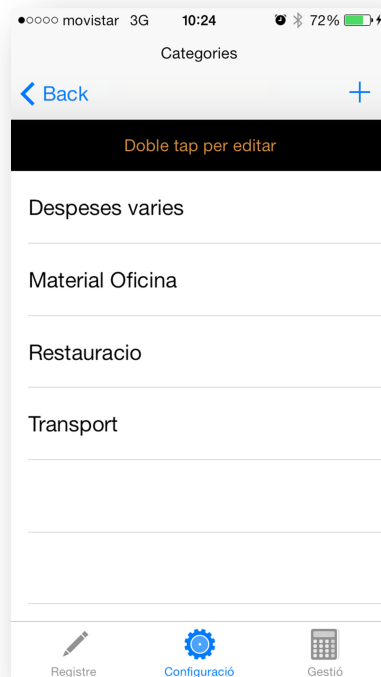 movistar 3G 10:24 72%
Categories
Back
Doble tap per editar
Despeses varies
Material Oficina
Restauracio
Transport
Registre Configuració Gestió